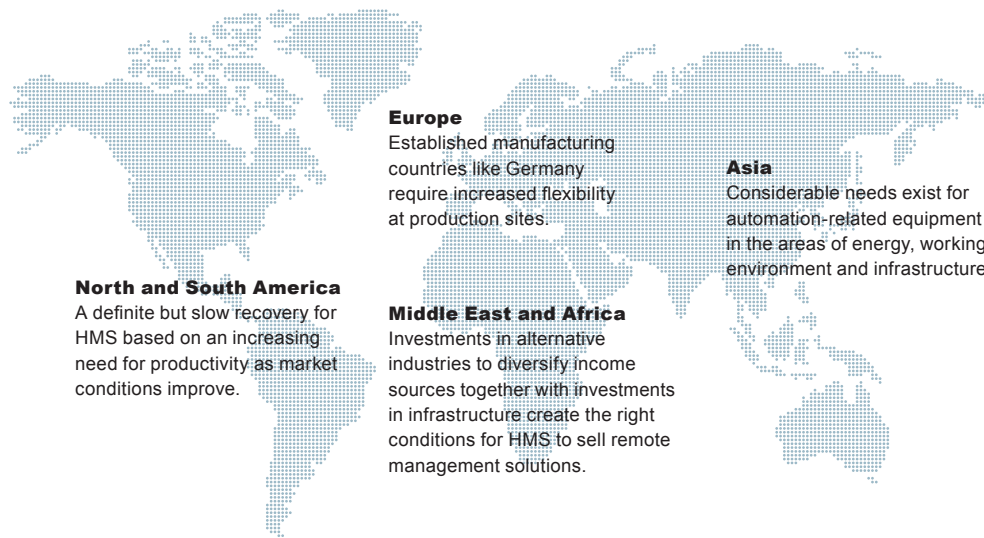 Europe
Established manufacturing
countries like Germany
require increased flexibility
at production sites.
Asia
Considerable needs exist for
automation-related equipment
in the areas of energy, working
environment and infrastructure
North and South America
A definite but slow recovery for
HMS based on an increasing
need for productivity as market
conditions improve.
Middle East and Africa
Investments in alternative
industries to diversify income
sources together with investments
in infrastructure create the right
conditions for HMS to sell remote
management solutions.